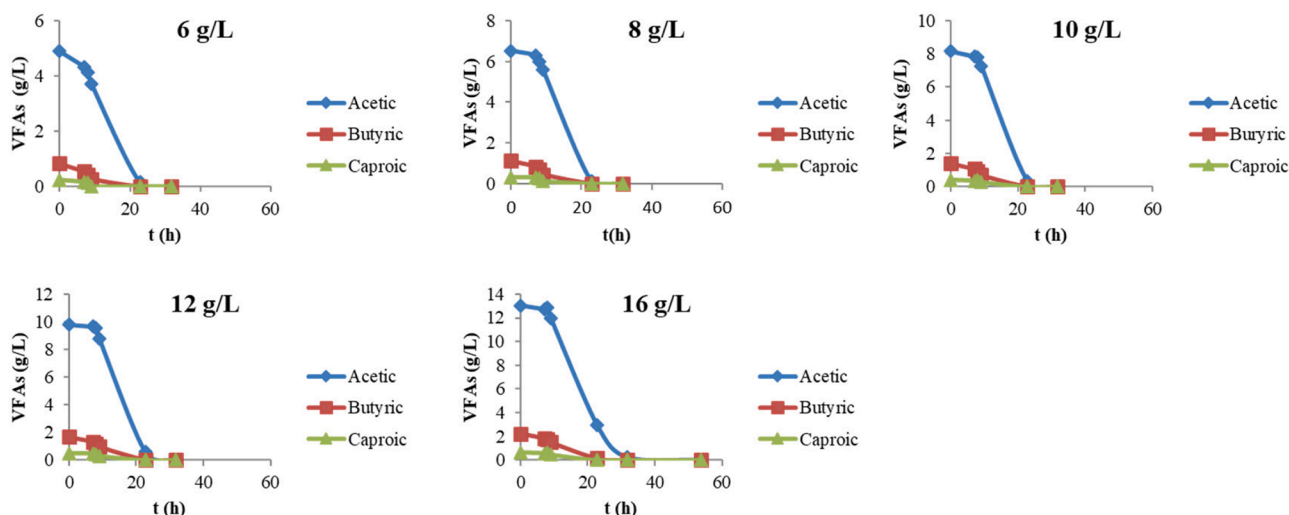 6 g/L
6
4
2
0
VFAs (g/L)
0 20 40 60
t (h)
Acetic
Butyric
Caproic
8 g/L
8
6
4
2
0
VFAs (g/L)
0 20 40 60
t(h)
Acetic
Butyric
Caproic
10 g/L
10
8
6
4
2
0
VFAs (g/L)
0 20 40 60
t (h)
Acetic
Buryric
Caproic
12 g/L
12
10
8
6
4
2
0
VFAs (g/L)
0 20 40 60
t (h)
Acetic
Butyric
Caproic
16 g/L
14
12
10
8
6
4
2
0
VFAs (g/L)
0 20 40 60
t (h)
Acetic
Butyric
Caproic